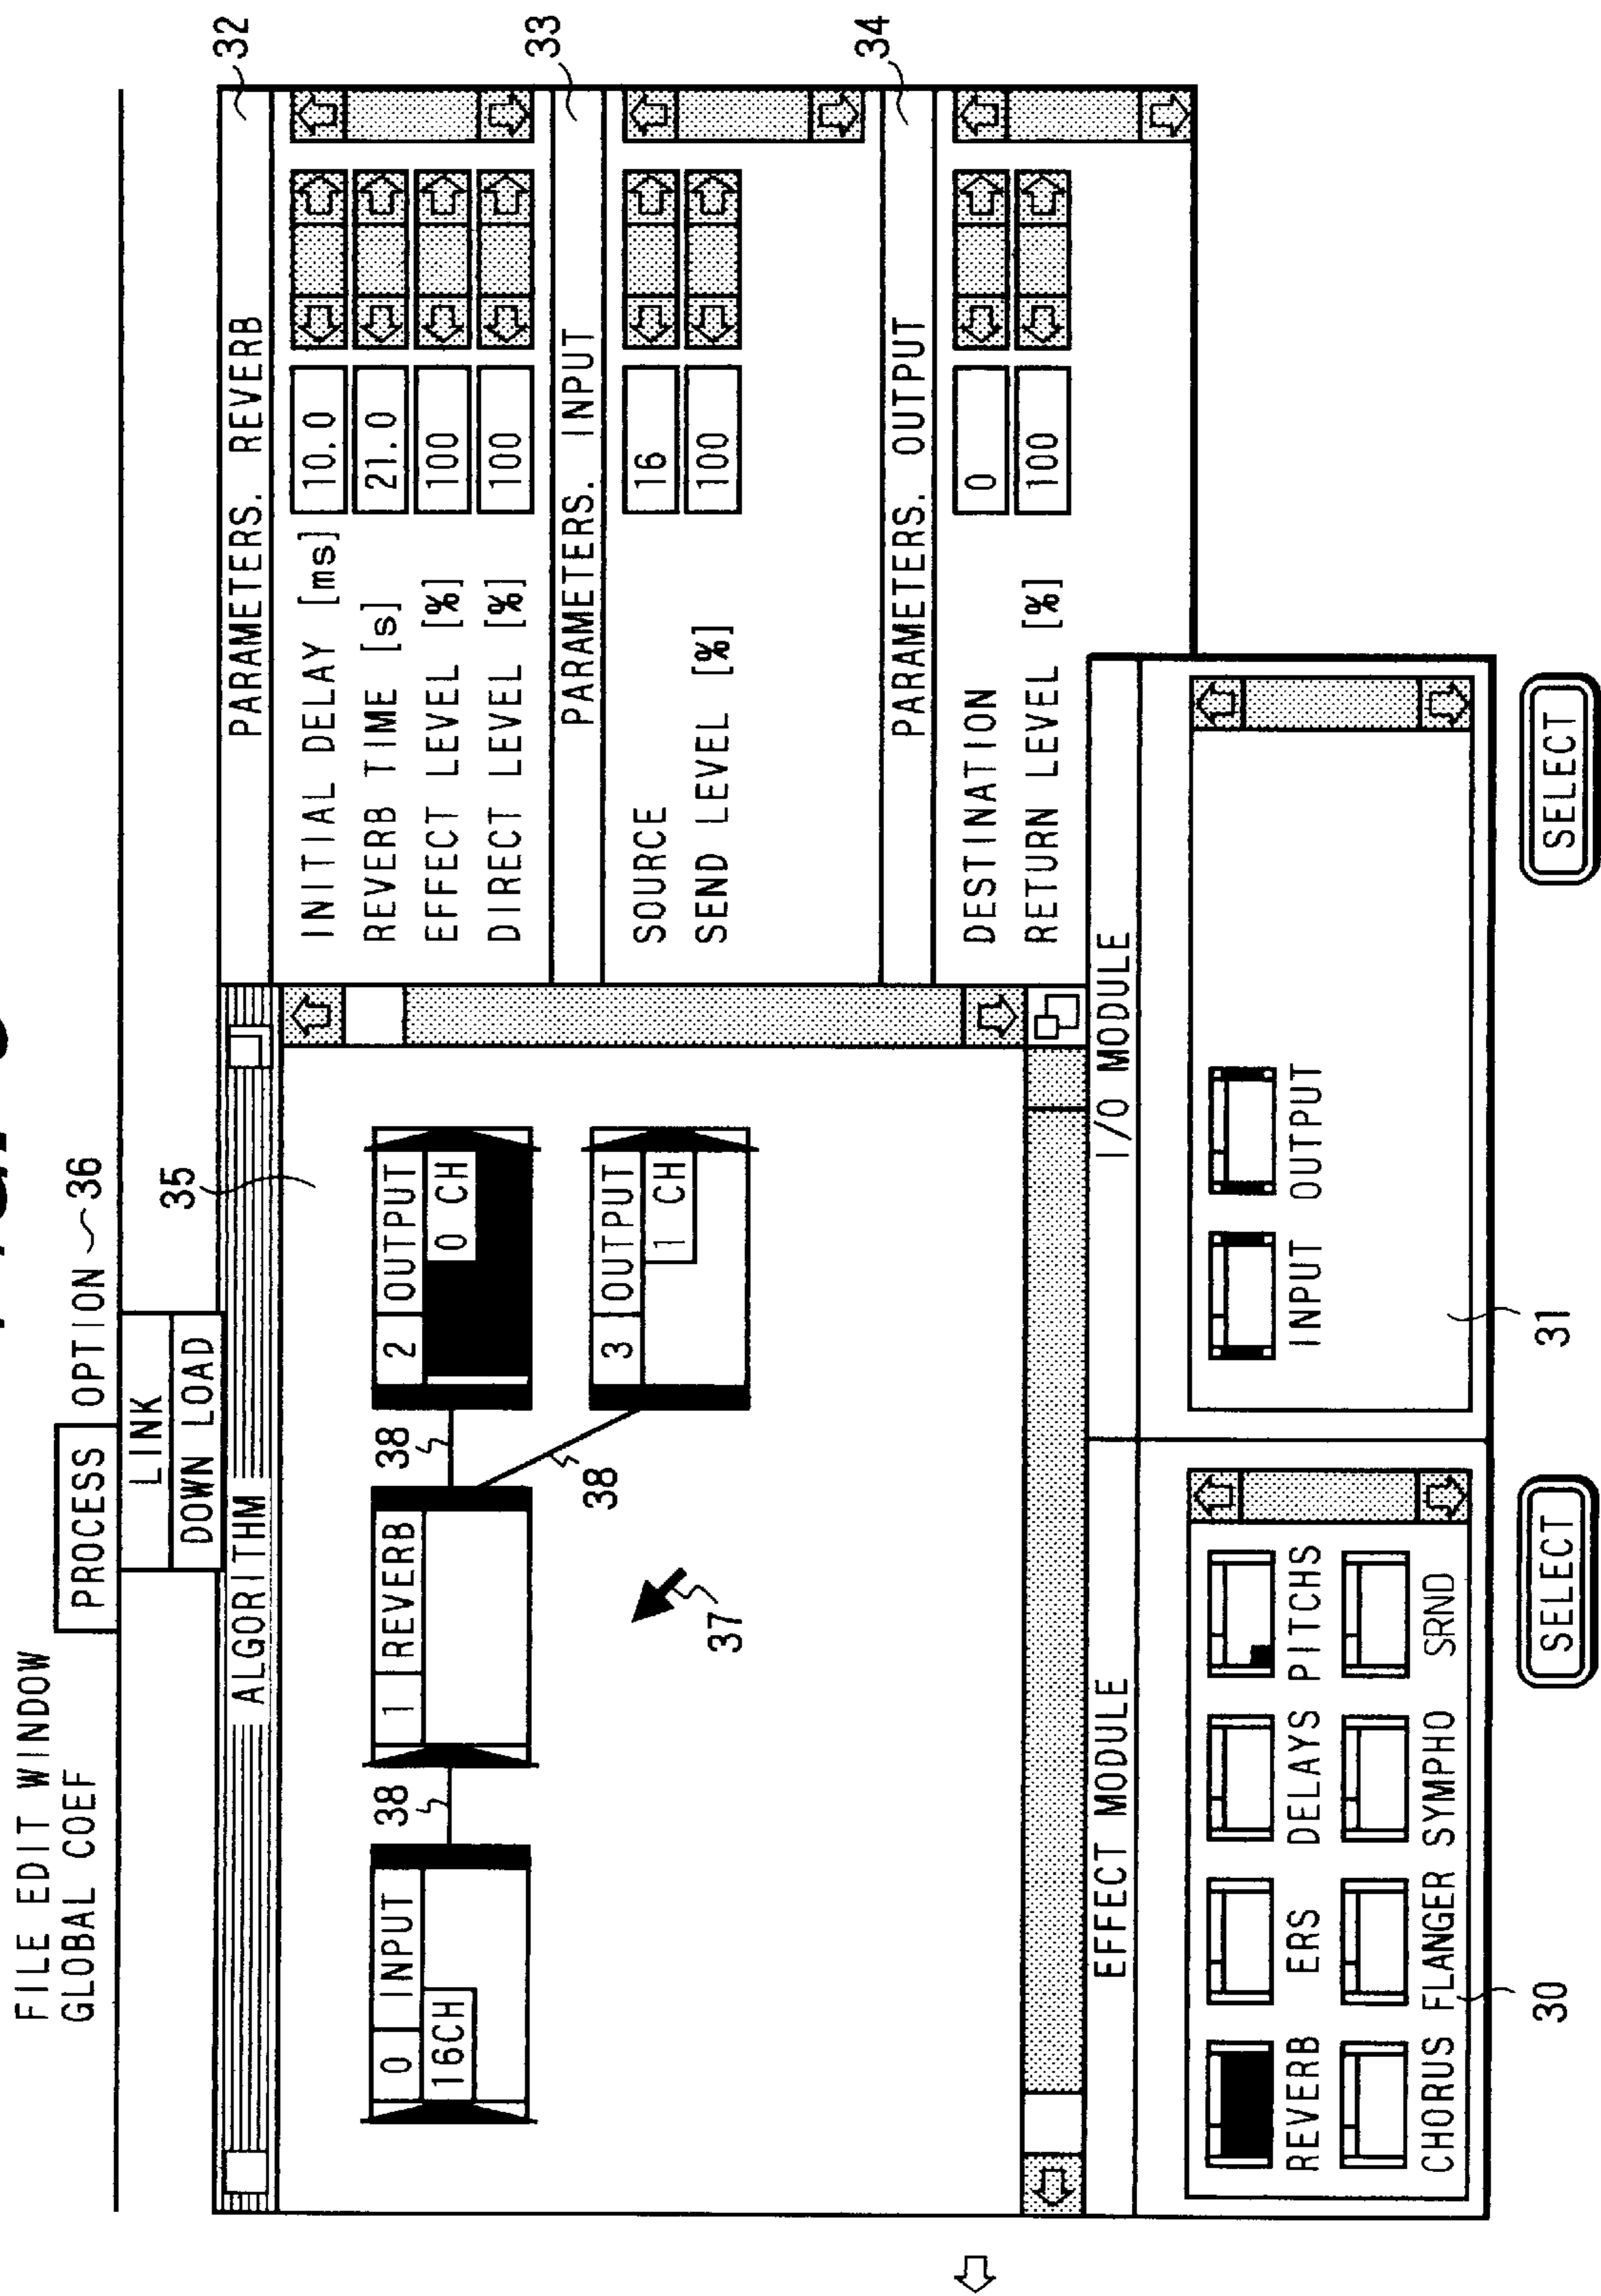 FILE EDIT WINDOW
GLOBAL COEF
PROCESS
OPTION 36
LINK
DOWN LOAD
ALGORITHM
35
0 INPUT
16CH
38
1 REVERB
38
38
2 OUTPUT
0 CH
3 OUTPUT
1 CH
37
PARAMETERS. REVERB
32
INITIAL DELAY [ms] 10.0
REVERB TIME [s] 21.0
EFFECT LEVEL [%] 100
DIRECT LEVEL [%] 100
PARAMETERS. INPUT
33
SOURCE 16
SEND LEVEL [%] 100
PARAMETERS. OUTPUT
34
DESTINATION 0
RETURN LEVEL [%] 100
EFFECT MODULE
REVERB ERS DELAYS PITCHS
CHORUS FLANGER SYMPHO SRND
30
SELECT
I/O MODULE
INPUT OUTPUT
31
SELECT